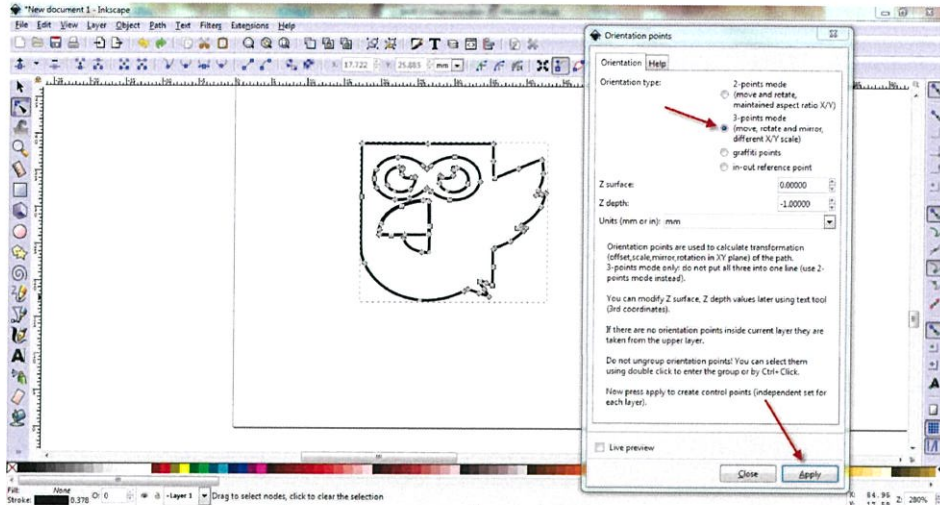 *New document 1 - Inkscape
File Edit View Layer Object Path Text Filters Extensions Help
X: 17.722 Y: 25.885 mm
Orientation points
Orientation Help
Orientation type:
2-points mode
(move and rotate,
maintained aspect ratio X/Y)
3-points mode
(move, rotate and mirror,
different X/Y scale)
graffiti points
in-out reference point
Z surface: 0.00000
Z depth: -1.00000
Units (mm or in): mm
Orientation points are used to calculate transformation
(offset,scale,mirror,rotation in XY plane) of the path.
3-points mode only: do not put all three into one line (use 2-
points mode instead).
You can modify Z surface, Z depth values later using text tool
(3rd coordinates).
If there are no orientation points inside current layer they are
taken from the upper layer.
Do not ungroup orientation points! You can select them
using double click to enter the group or by Ctrl+Click.
Now press apply to create control points (independent set for
each layer).
Live preview
Close Apply
Fill: None
Stroke: 0.378 O: 0 -Layer 1 Drag to select nodes, click to clear the selection
X: 84.96
Z: 280%